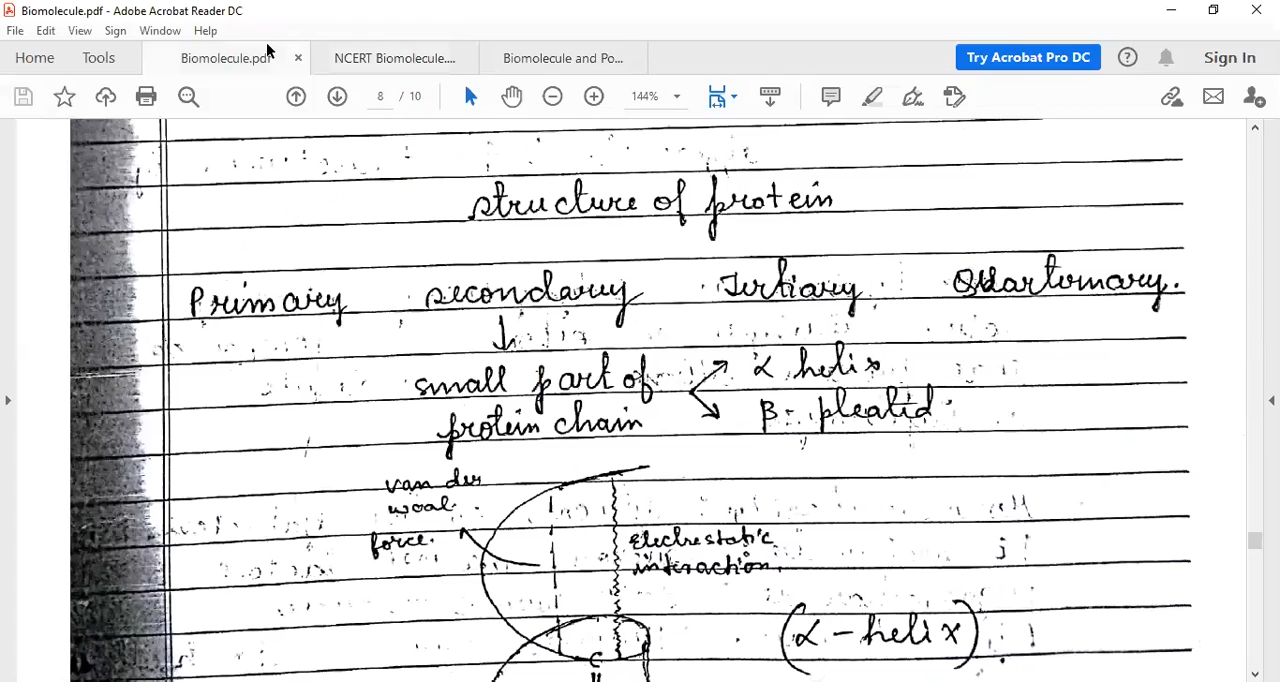 Biomolecule.pdf - Adobe Acrobat Reader DC
File Edit View Sign Window Help
Home Tools Biomolecule.pdf × NCERT Biomolecule.... Biomolecule and Po... Try Acrobat Pro DC Sign In
8 / 10 144%
structure of protein
Primary secondary Tertiary Quarternary.
small part of α helix
protein chain β- pleatid
van der
waal.
force.
Electrostatic
interaction.
(α - helix)
C